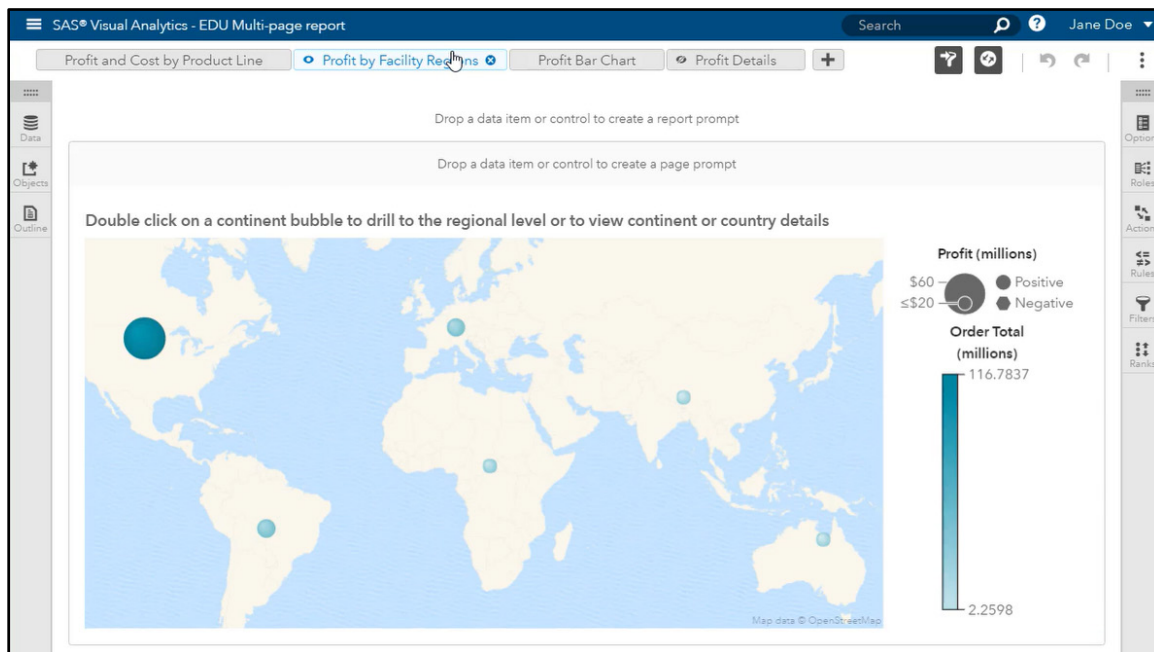 SAS® Visual Analytics - EDU Multi-page report
Search
Jane Doe
Profit and Cost by Product Line
Profit by Facility Regions
Profit Bar Chart
Profit Details
Data
Objects
Outline
Drop a data item or control to create a report prompt
Drop a data item or control to create a page prompt
Double click on a continent bubble to drill to the regional level or to view continent or country details
Profit (millions)
$60
≤$20
Positive
Negative
Order Total
(millions)
116.7837
2.2598
Map data © OpenStreetMap
Option
Roles
Action
Rules
Filters
Ranks